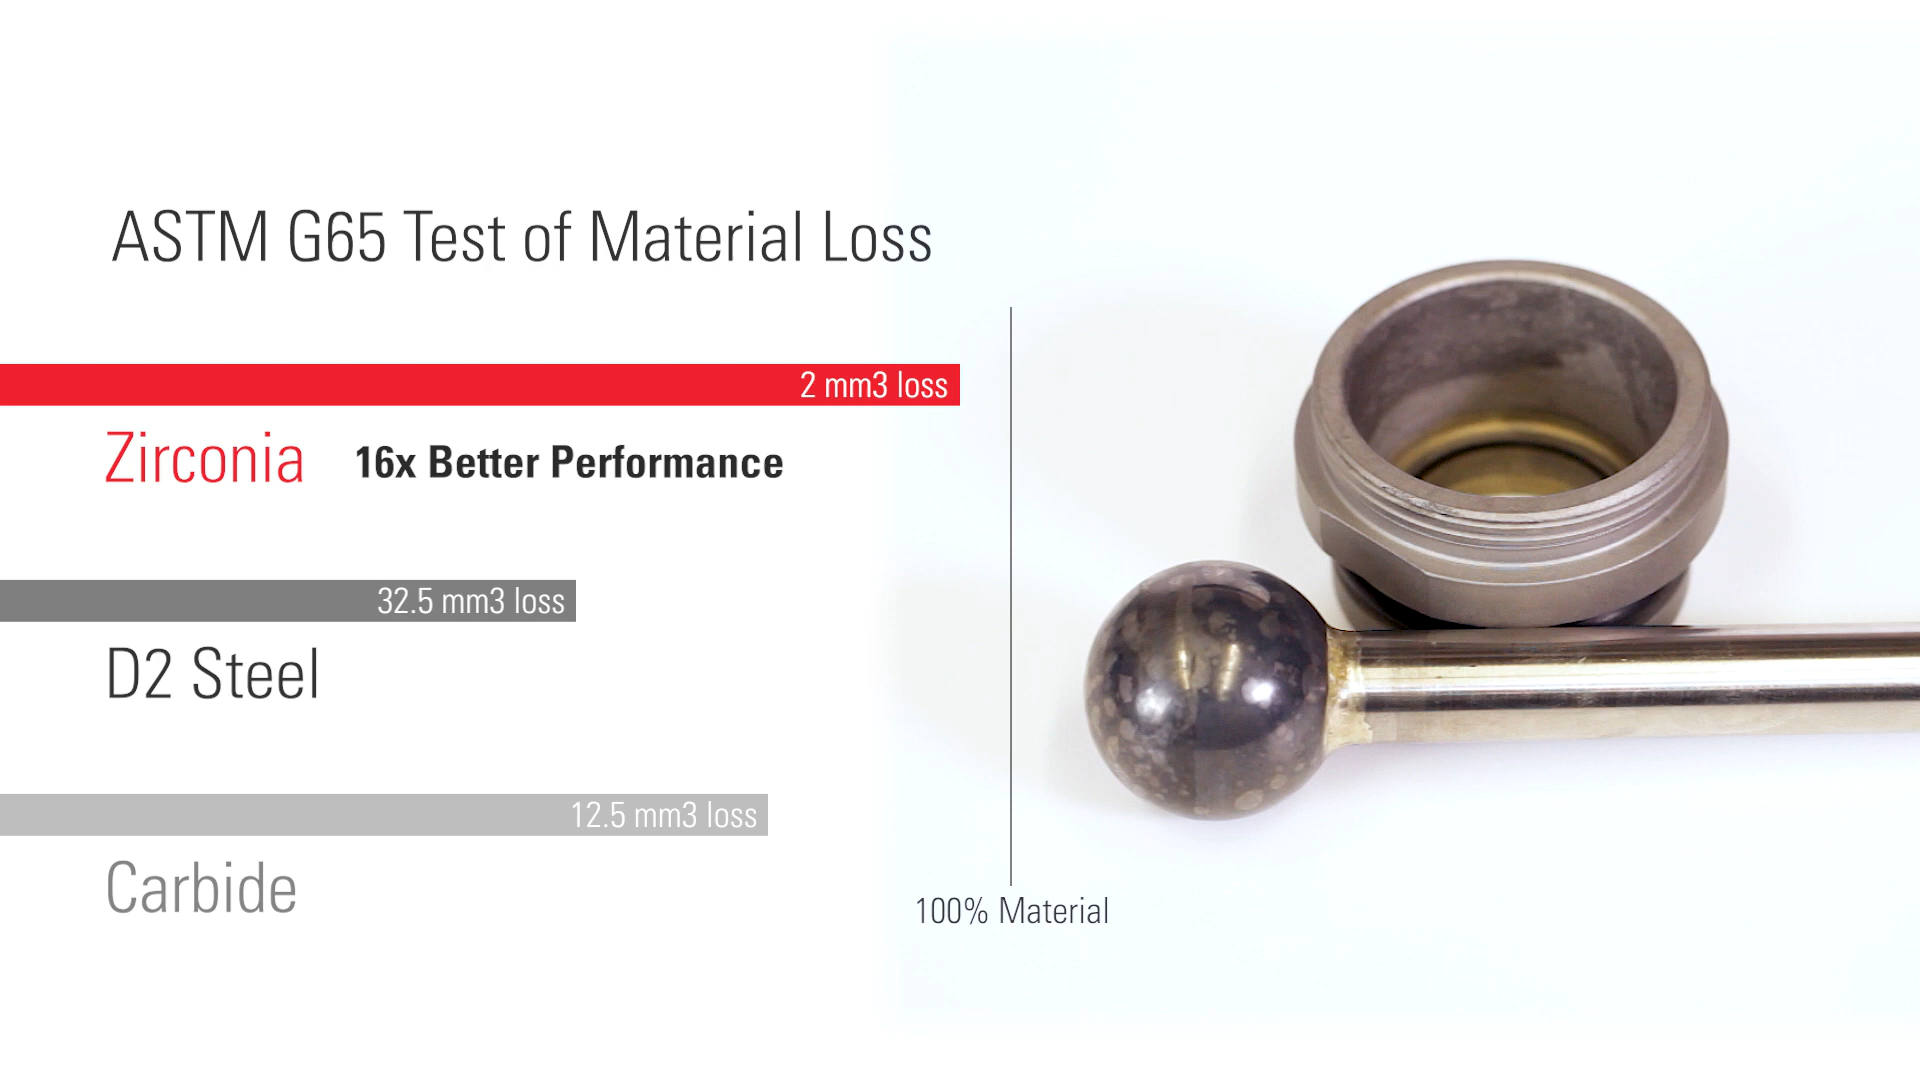 ASTM G65 Test of Material Loss
2 mm3 loss
Zirconia 16x Better Performance
32.5 mm3 loss
D2 Steel
12.5 mm3 loss
Carbide
100% Material